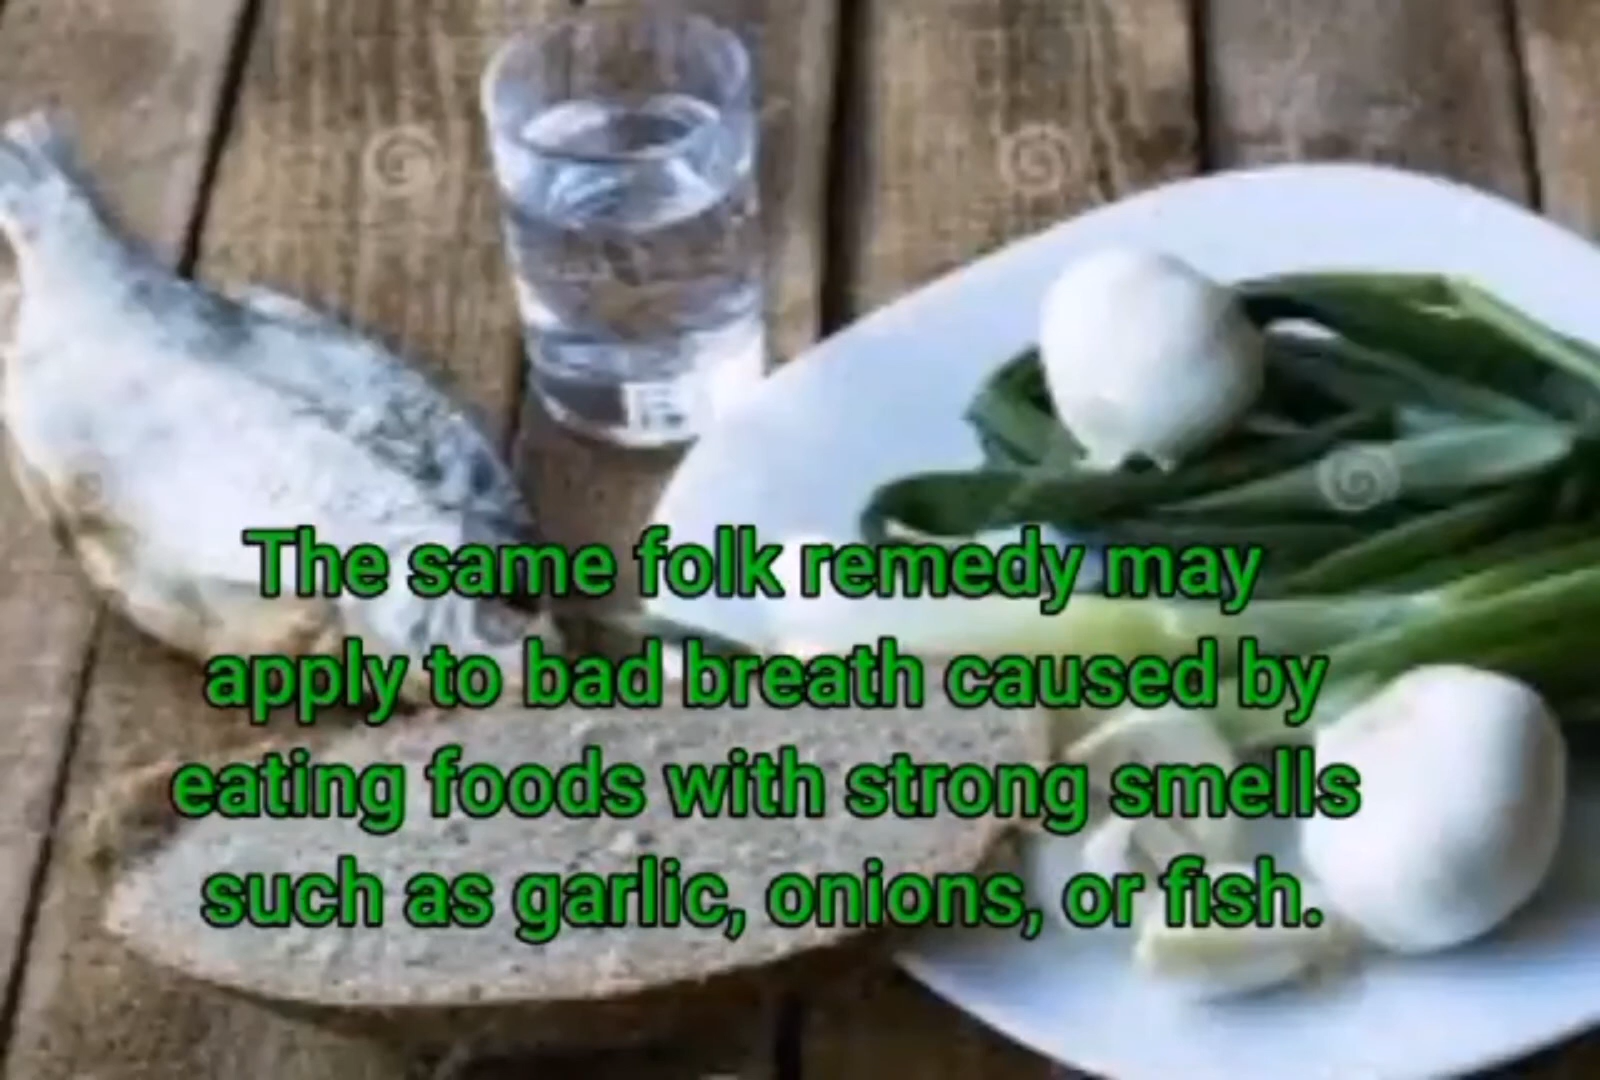 The same folk remedy may
apply to bad breath caused by
eating foods with strong smells
such as garlic, onions, or fish.